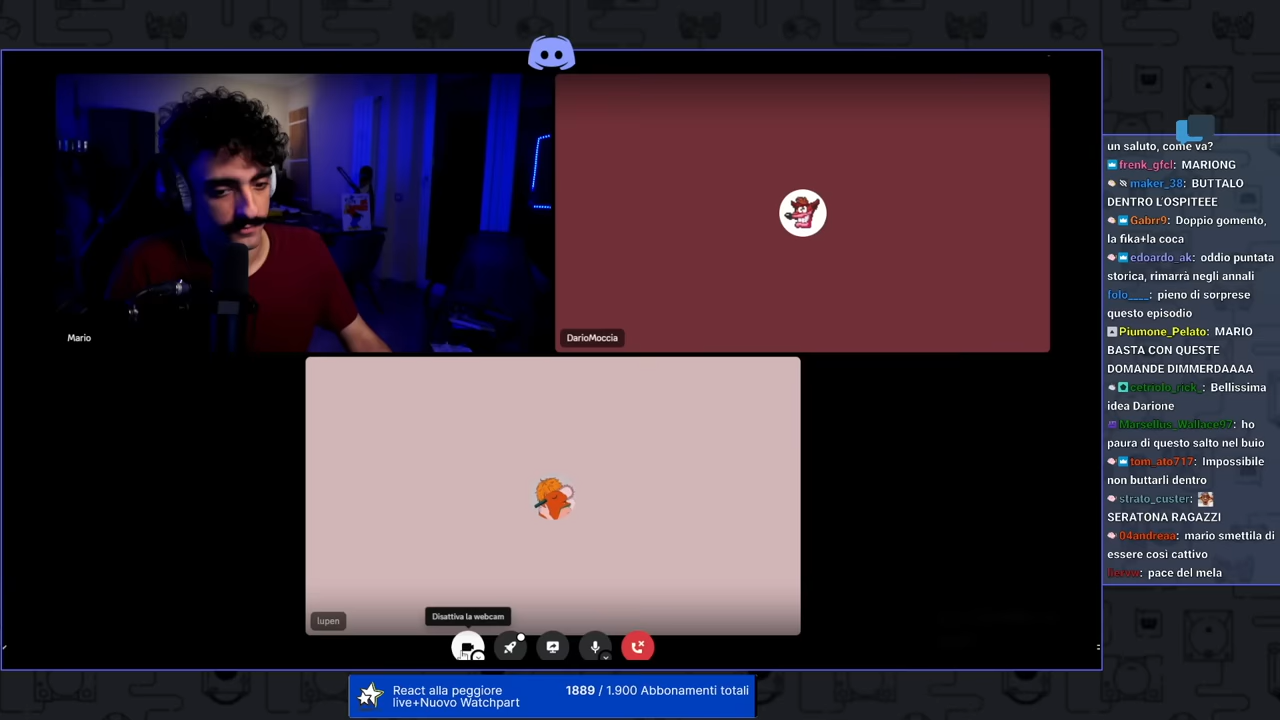 Mario
DarioMoccia
lupen
Disattiva la webcam
un saluto, come va?
frenk_gfcl: MARIONG
maker_38: BUTTALO
DENTRO L'OSPITEEE
Gabrr9: Doppio gomento,
la fika+la coca
edoardo_ak: oddio puntata
storica, rimarrà negli annali
folo____: pieno di sorprese
questo episodio
Piumone_Pelato: MARIO
BASTA CON QUESTE
DOMANDE DIMMERDAAAA
cetriolo_rick_: Bellissima
idea Darione
Marsellus_Wallace97: ho
paura di questo salto nel buio
tom_ato717: Impossibile
non buttarli dentro
strato_custer:
SERATONA RAGAZZI
04andreaa: mario smettila di
essere così cattivo
pace del mela
React alla peggiore
live+Nuovo Watchpart
1889 / 1.900 Abbonamenti totali